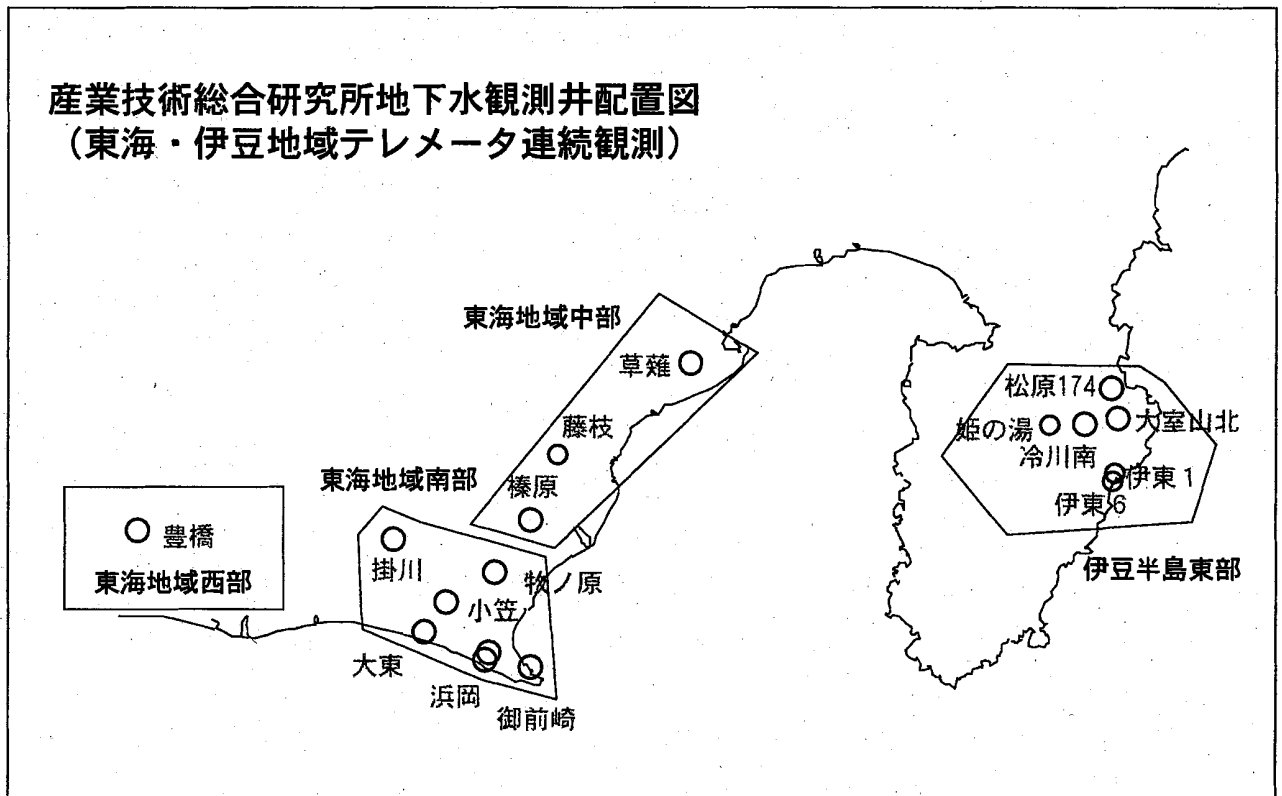 産業技術総合研究所地下水観測井配置図
（東海・伊豆地域テレメータ連続観測）
東海地域中部
草薙
藤枝
榛原
東海地域南部
掛川
牧ノ原
小笠
大東
浜岡
御前崎
豊橋
東海地域西部
松原174
大室山北
姫の湯
冷川南
伊東1
伊東6
伊豆半島東部